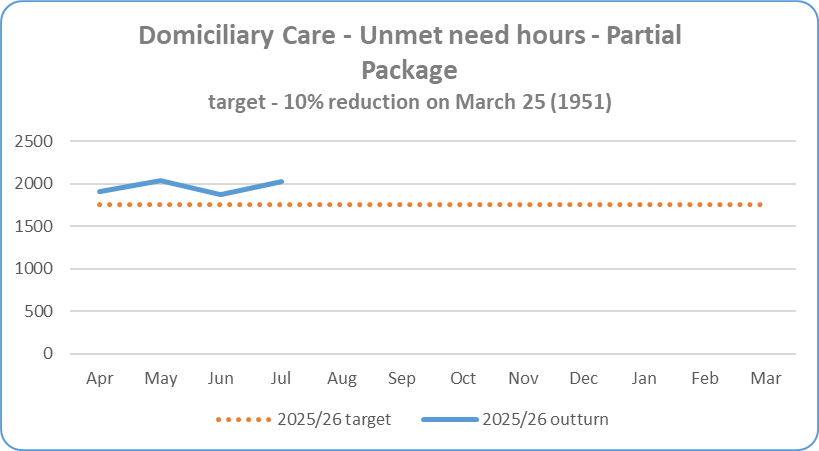 Domiciliary Care - Unmet need hours - Partial
Package
target - 10% reduction on March 25 (1951)
2500
2000
1500
1000
500
0
Apr May Jun Jul Aug Sep Oct Nov Dec Jan Feb Mar
2025/26 target 2025/26 outturn